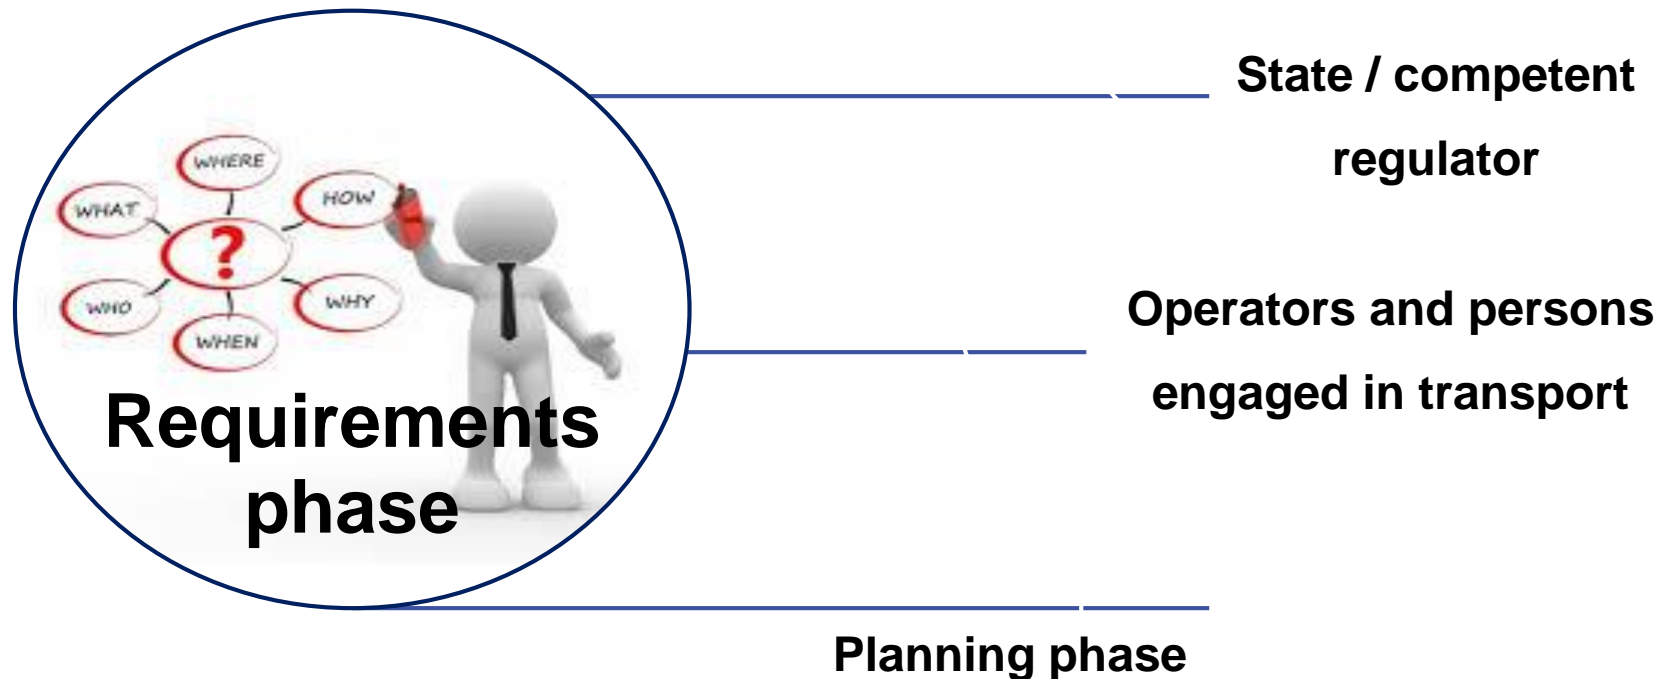 State / competent
regulator
WHERE
WHAT
HOW
?
WHO
WHY
WHEN
Operators and persons
engaged in transport
Requirements
phase
Planning phase